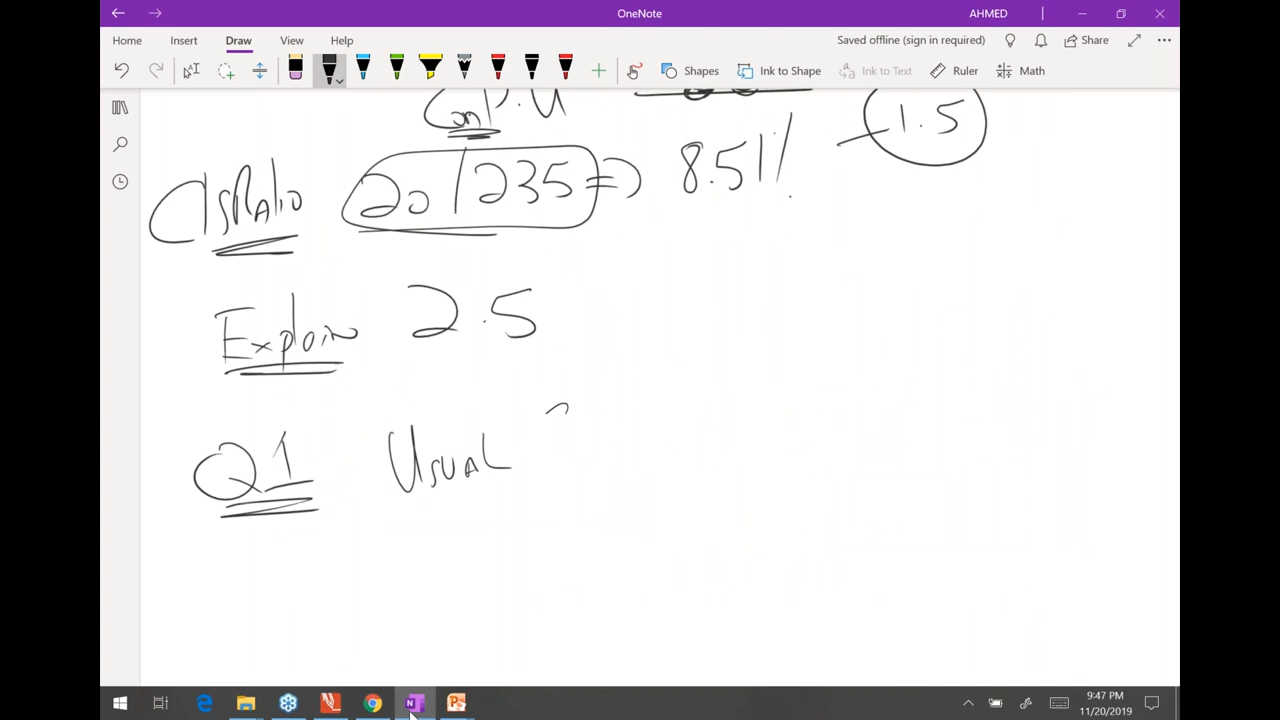 OneNote
AHMED
Home Insert Draw View Help
Saved offline (sign in required)
Share
Shapes
Ink to Shape
Ink to Text
Ruler
Math
Con P.U
1.5
20/235 => 8.51%
Explain 2.5
Q1 Usual
9:47 PM
11/20/2019